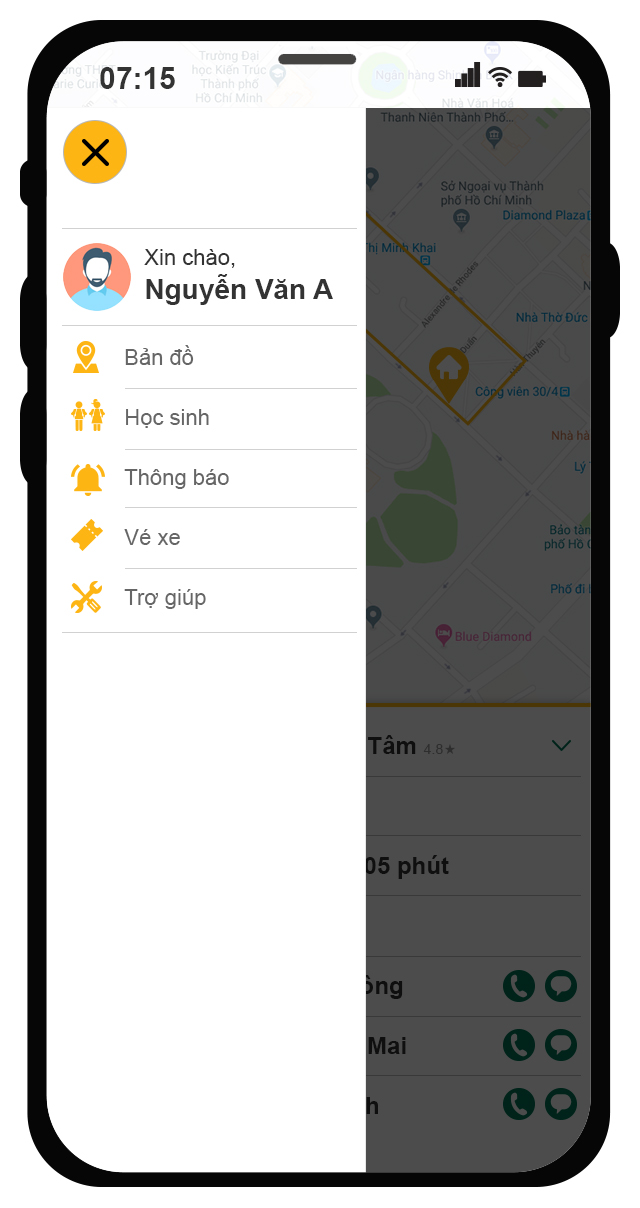 07:15
Trường Đại
học Kiến Trúc
Thành phố
Hồ Chí Minh
Ngân hàng
Nhà Văn Hoá
Thanh Niên Thành Phố...
Sở Ngoại vụ Thành
phố Hồ Chí Minh
Diamond Plaza
Thị Minh Khai
Alexandre de Rhodes
Nhà Thờ Đức
Công viên 30/4
Nhà hà
Lý T
Bảo tàn
phố Hồ C
Phố đi b
Blue Diamond
Xin chào,
Nguyễn Văn A
Bản đồ
Học sinh
Thông báo
Vé xe
Trợ giúp
Tâm 4.8★
05 phút
ông
Mai
h